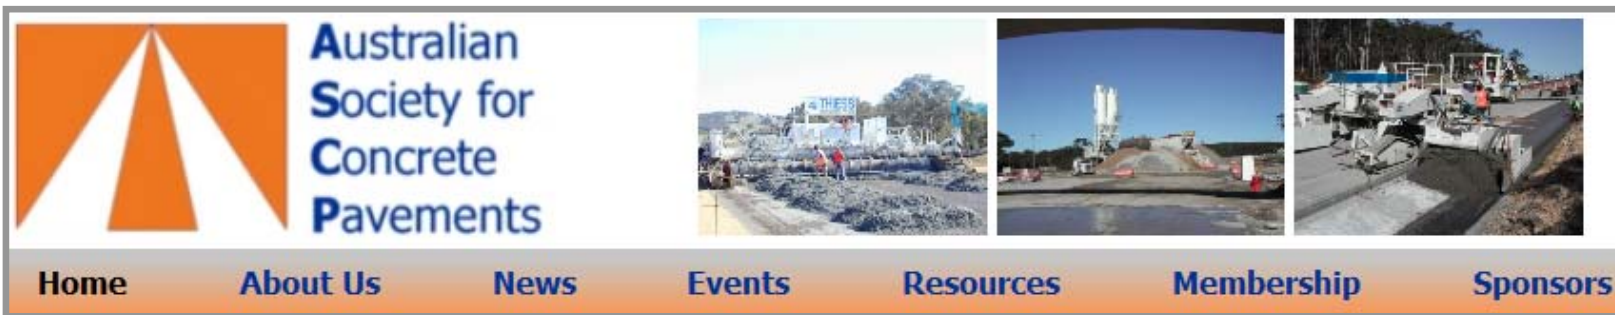 Australian
Society for
Concrete
Pavements
THIESS
Home About Us News Events Resources Membership Sponsors